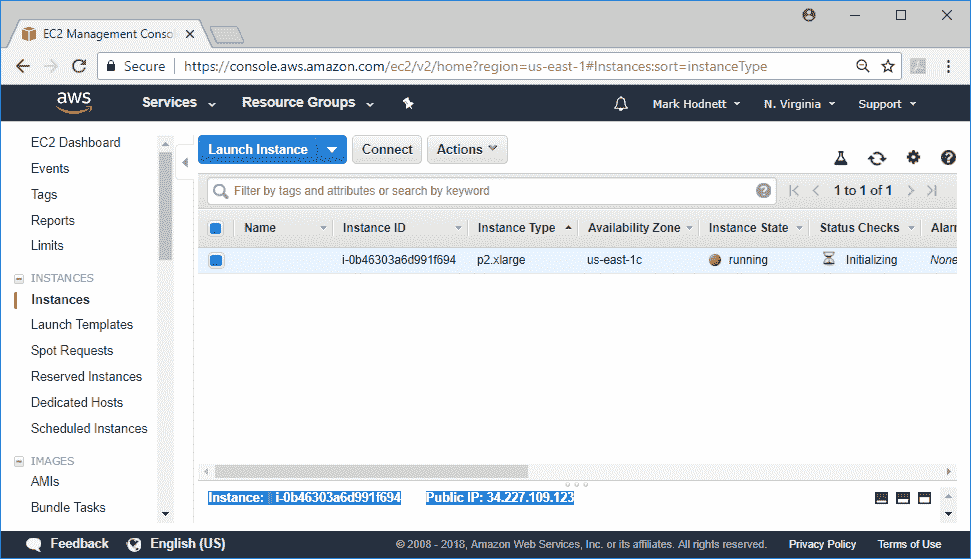 EC2 Management Conso
Secure https://console.aws.amazon.com/ec2/v2/home?region=us-east-1#Instances:sort=instanceType
aws Services Resource Groups Mark Hodnett N. Virginia Support
EC2 Dashboard
Events
Tags
Reports
Limits
INSTANCES
Instances
Launch Templates
Spot Requests
Reserved Instances
Dedicated Hosts
Scheduled Instances
IMAGES
AMIs
Bundle Tasks
Launch Instance Connect Actions
Filter by tags and attributes or search by keyword 1 to 1 of 1
Name Instance ID Instance Type Availability Zone Instance State Status Checks Alarm
i-0b46303a6d991f694 p2.xlarge us-east-1c running Initializing None
Instance: i-0b46303a6d991f694 Public IP: 34.227.109.123
Feedback English (US) © 2008 - 2018, Amazon Web Services, Inc. or its affiliates. All rights reserved. Privacy Policy Terms of Use